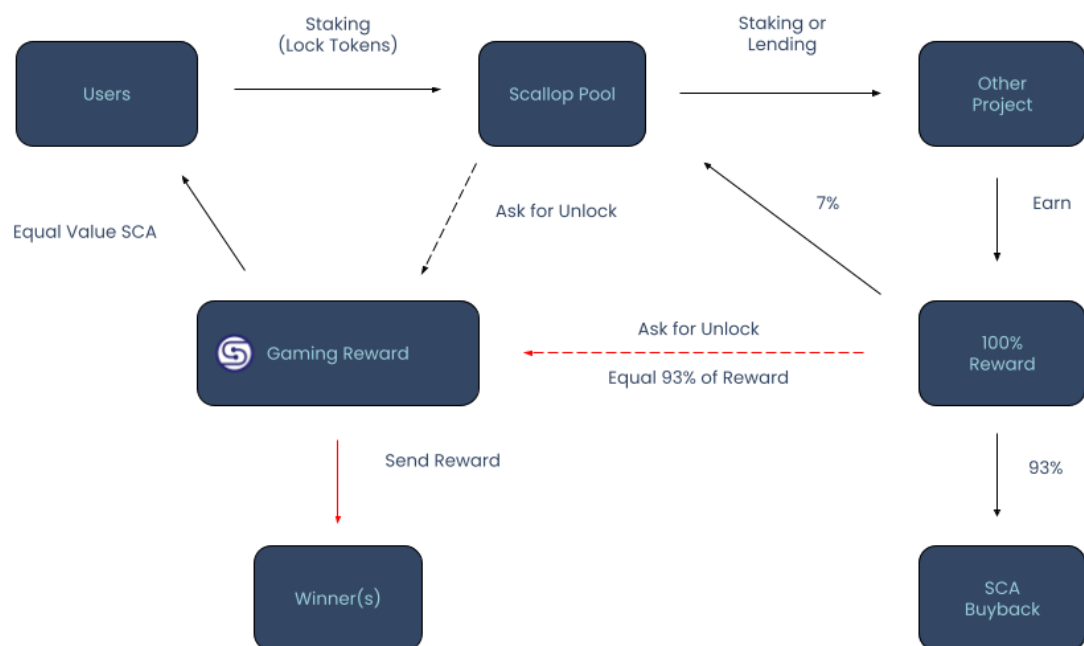 Staking
(Lock Tokens)
Staking or
Lending
Users
Scallop Pool
Other
Project
Ask for Unlock
7%
Earn
Equal Value SCA
Gaming Reward
Ask for Unlock
Equal 93% of Reward
100%
Reward
Send Reward
93%
Winner(s)
SCA
Buyback